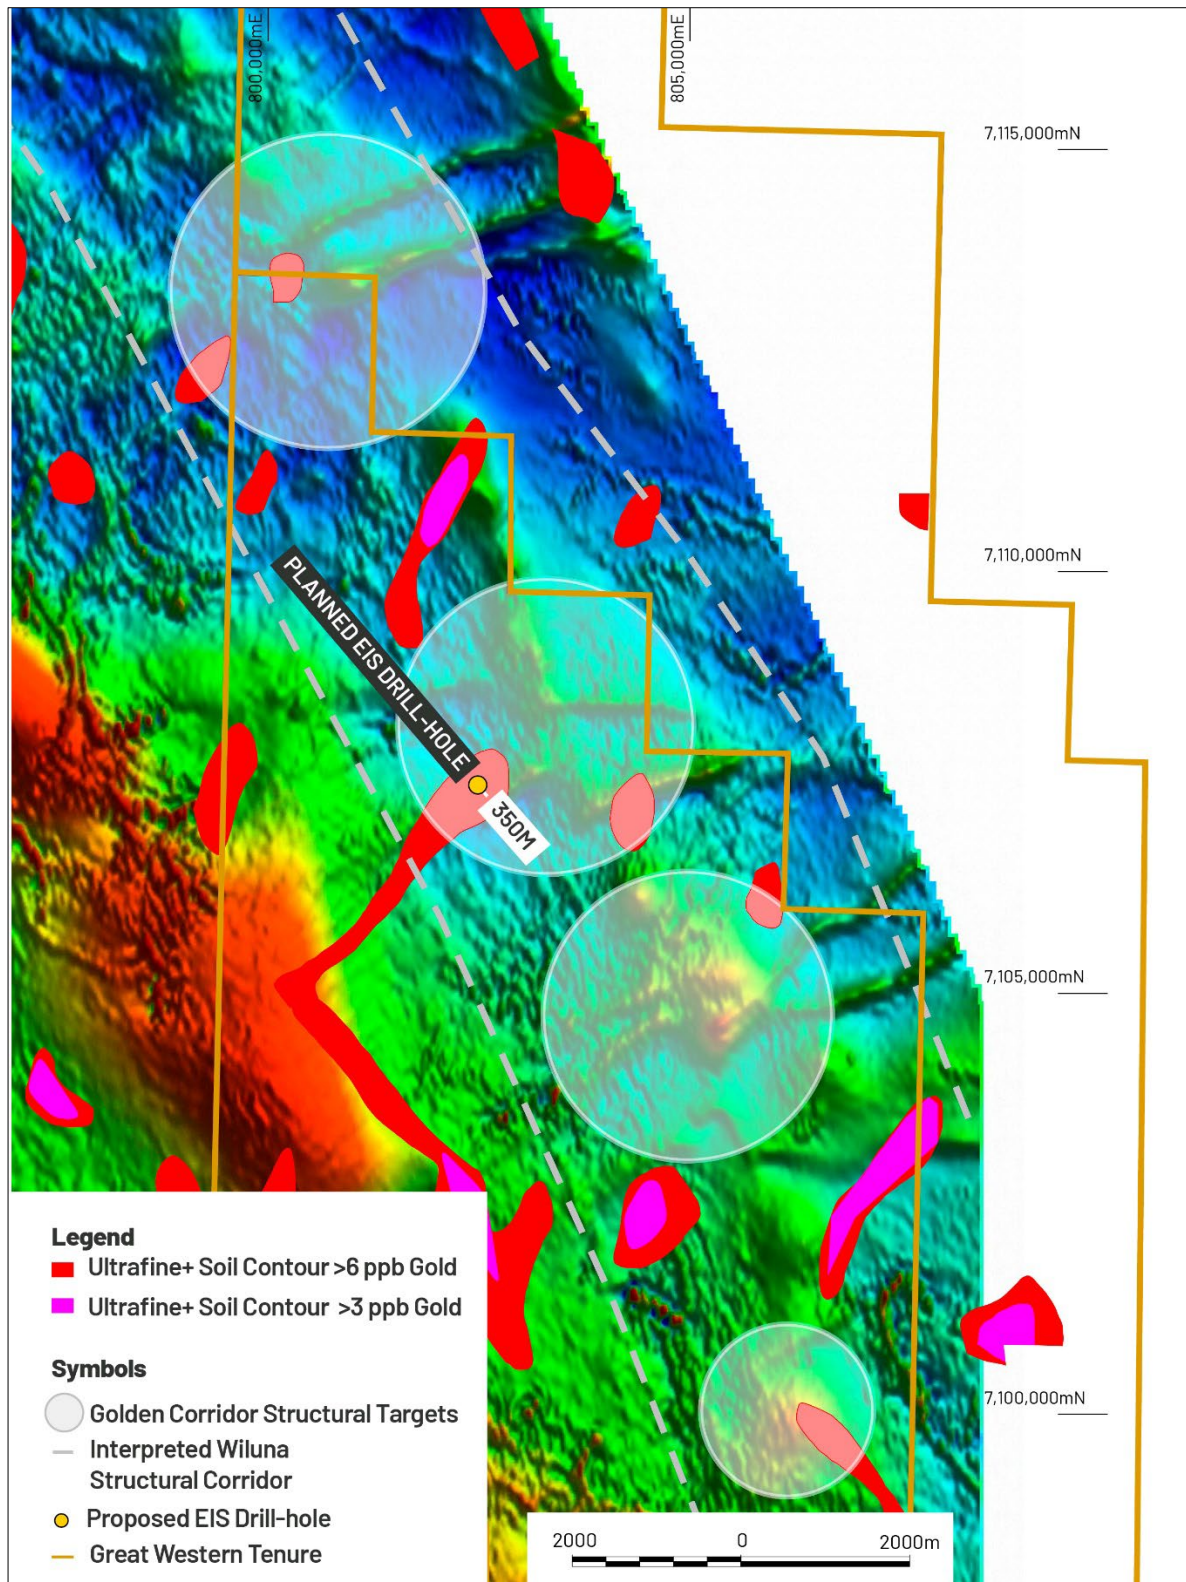 800,000mE
805,000mE
7,115,000mN
7,110,000mN
PLANNED EIS DRILL-HOLE
350M
7,105,000mN
7,100,000mN
Legend
Ultrafine+ Soil Contour >6 ppb Gold
Ultrafine+ Soil Contour >3 ppb Gold
Symbols
Golden Corridor Structural Targets
Interpreted Wiluna
Structural Corridor
Proposed EIS Drill-hole
Great Western Tenure
2000 0 2000m